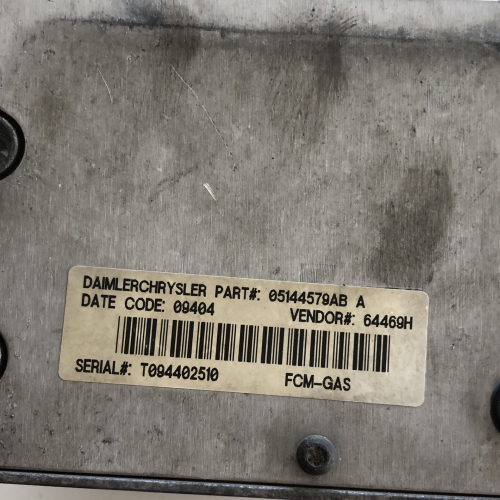 DAIMLERCHRYSLER PART#: 05144579AB A
DATE CODE: 09404 VENDOR#: 64469H
SERIAL#: T094402510 FCM-GAS